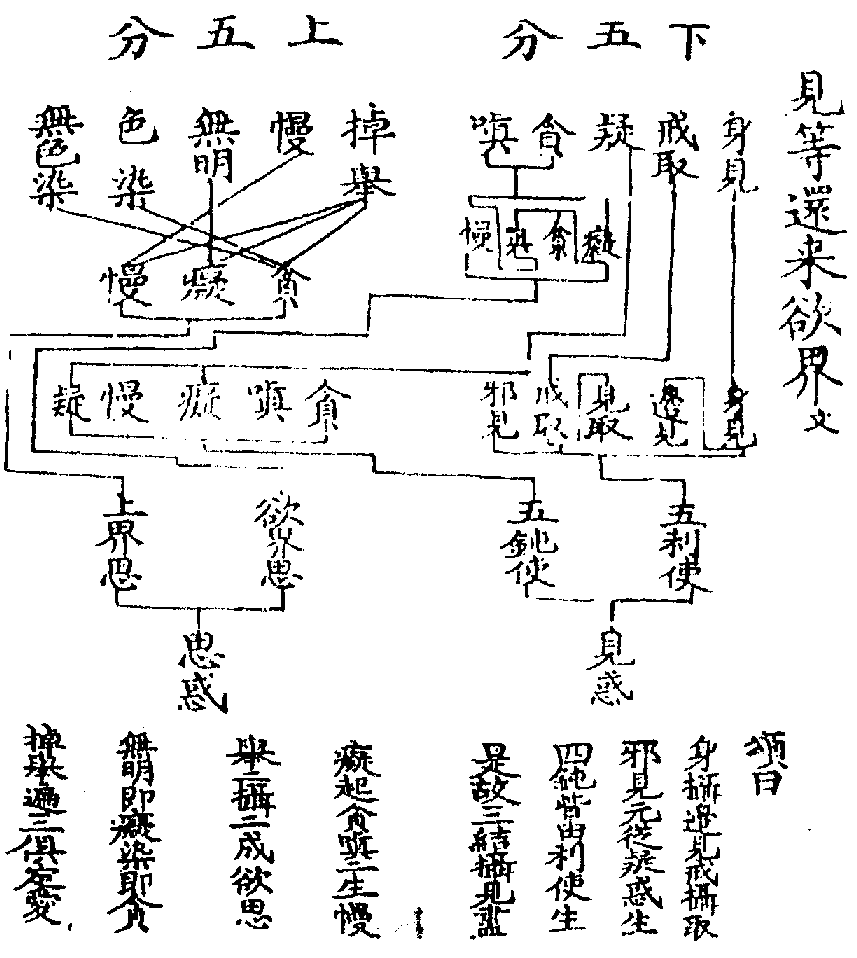 見等還来欲界文
下五分
上五分
身見
戒取
疑
貪
嗔
掉舉
慢
無明
色染
無色染
癡
貪
慢
貪
癡
慢
身見
邊見
見取
戒取
邪見
貪
嗔
癡
慢
疑
五利使
五鈍使
欲界思
上界思
見惑
思惑
頌曰
身攝邊見戒攝取
邪見元從疑惑生
四鈍皆由利使生
是故三結攝見盡
癡起貪嗔二生慢
舉二攝二成欲思
無明即癡染即貪
掉舉遍三俱愛